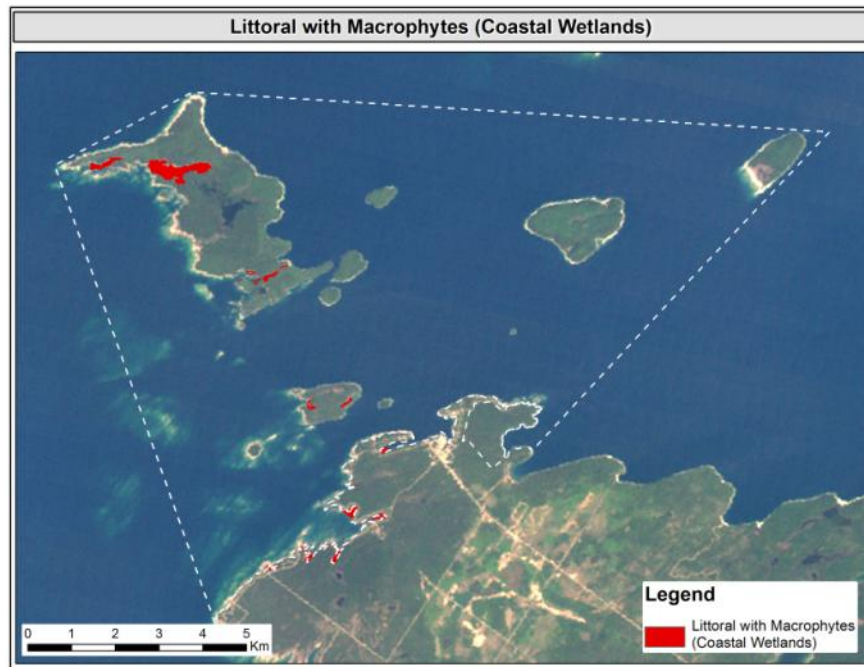 Littoral with Macrophytes (Coastal Wetlands)
Legend
Littoral with Macrophytes
(Coastal Wetlands)
0 1 2 3 4 5
Km